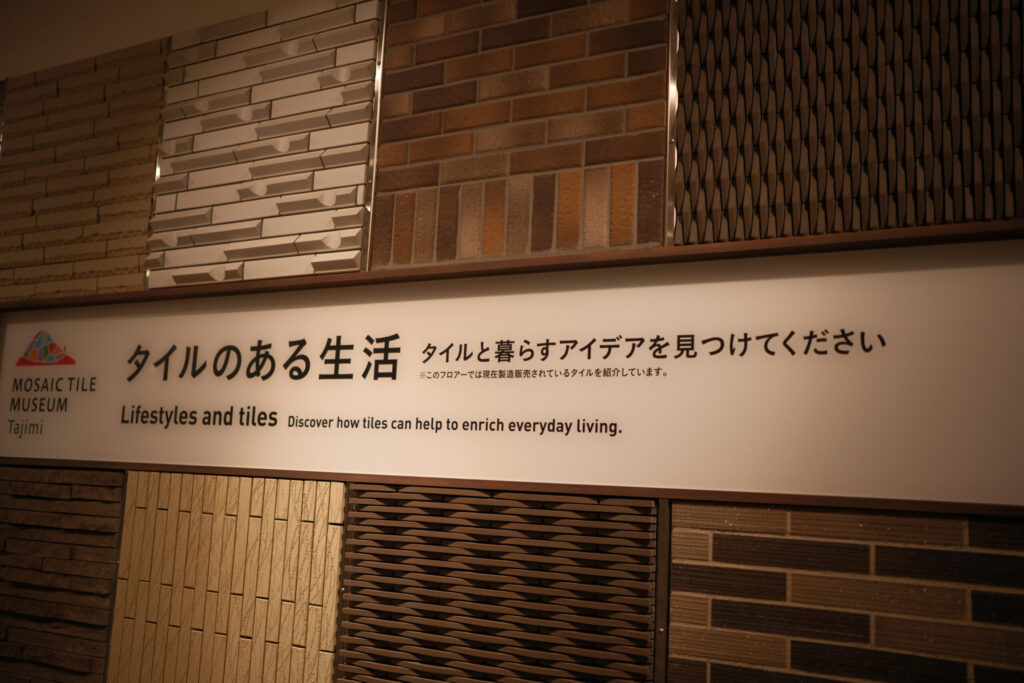 MOSAIC TILE
MUSEUM
Tajimi
タイルのある生活 タイルと暮らすアイデアを見つけてください
※このフロアーでは現在製造販売されているタイルを紹介しています。
Lifestyles and tiles Discover how tiles can help to enrich everyday living.